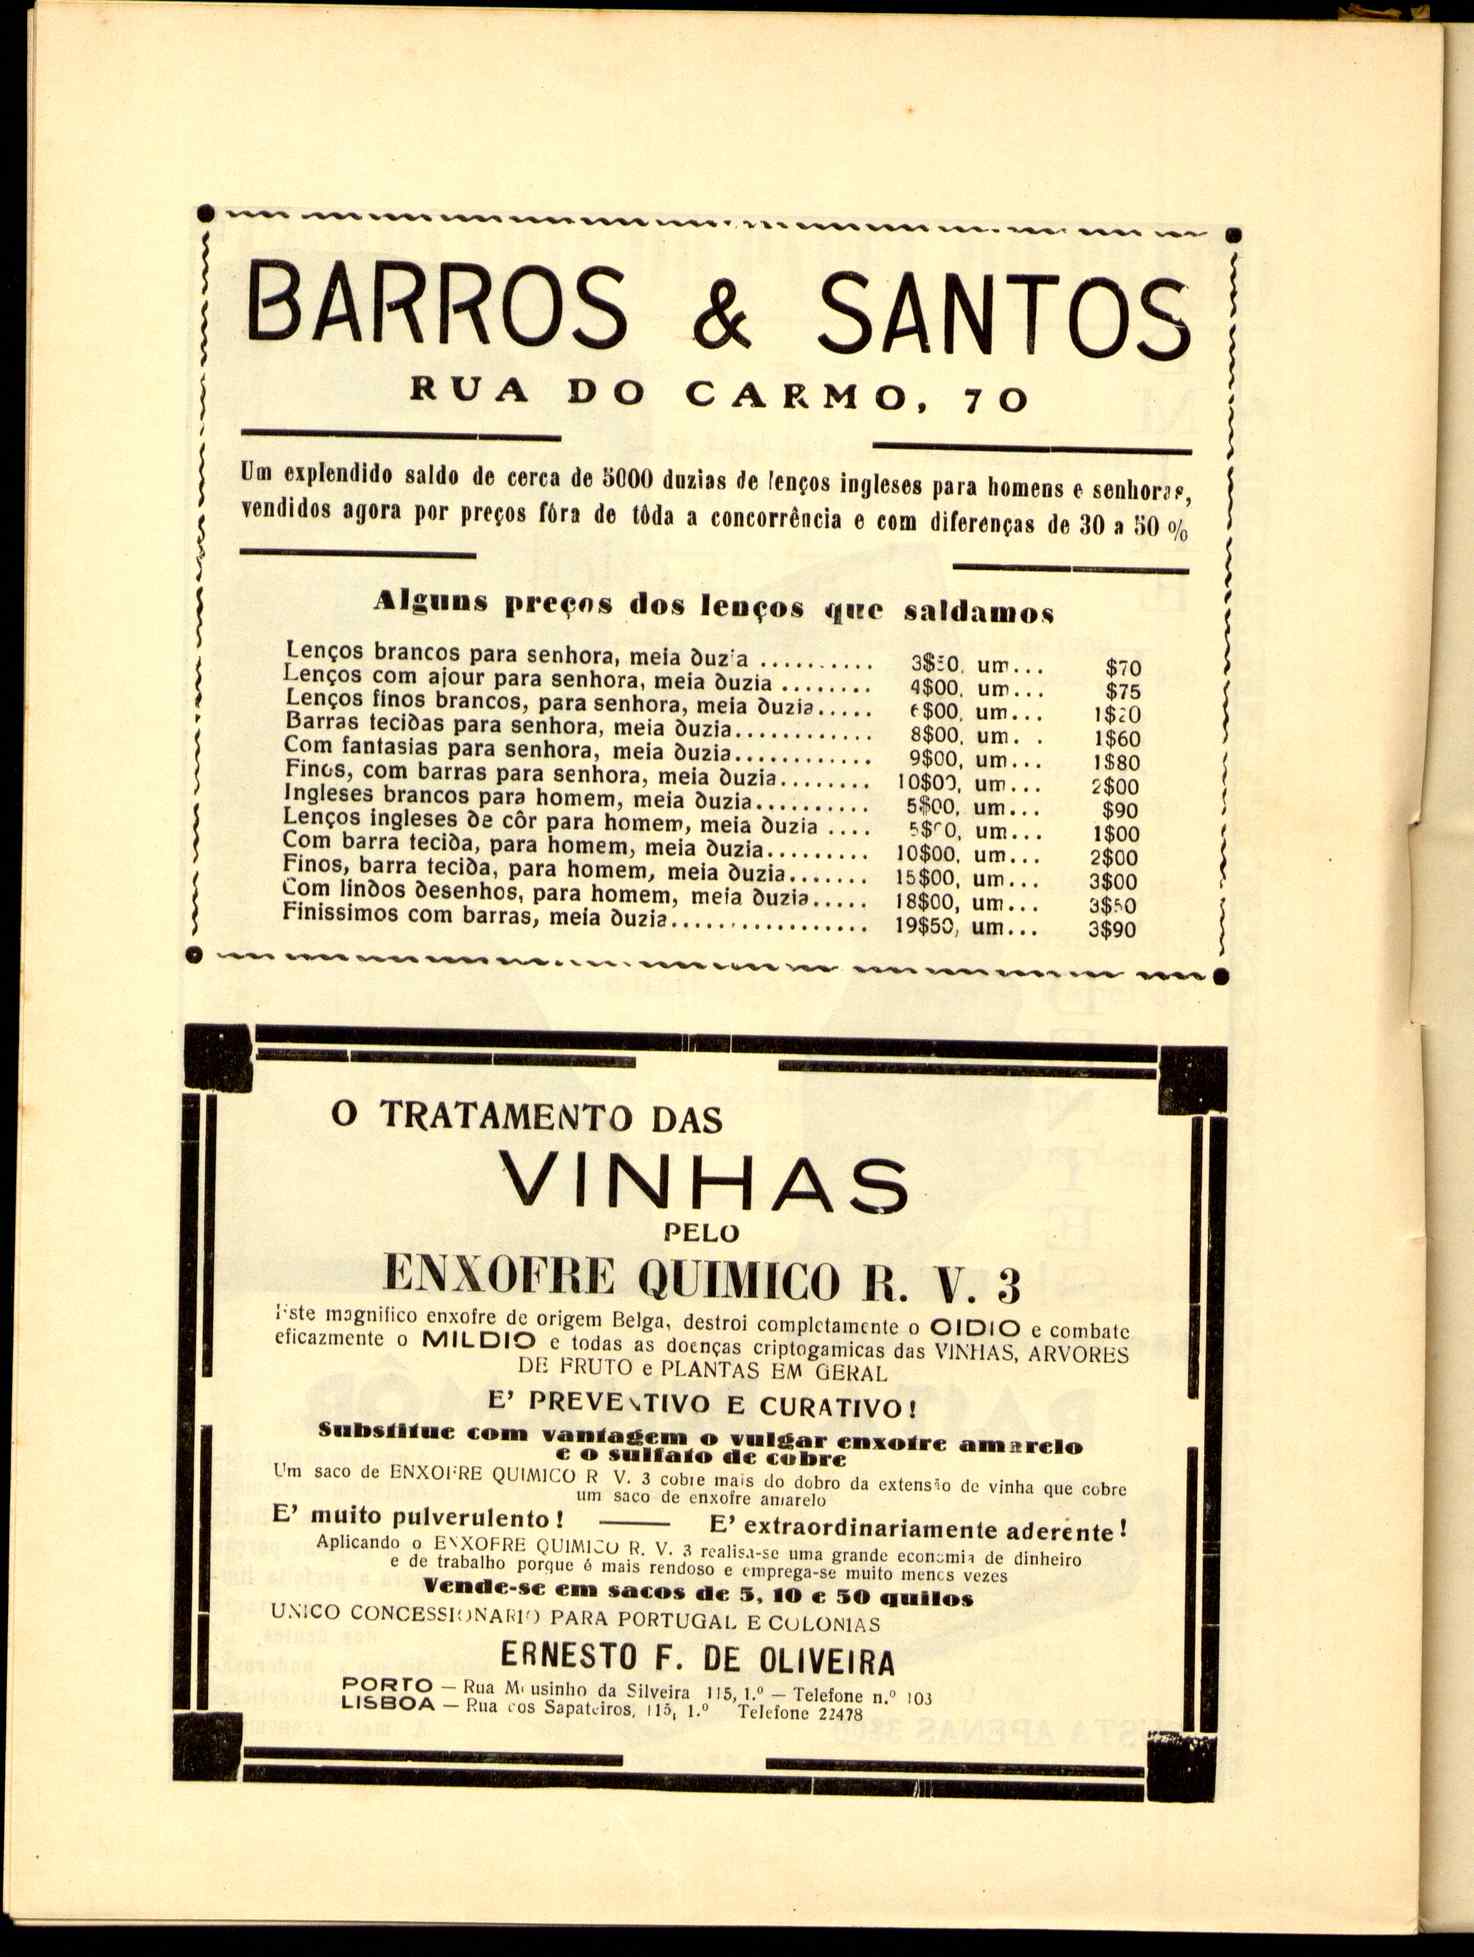 BARROS & SANTOS
RUA DO CARMO, 70
Um explendido saldo de cerca de 5000 duzias de lenços ingleses para homens e senhoras,
vendidos agora por preços fóra de tôda a concorrência e com diferenças de 30 a 50 %
Alguns preços dos lenços que saldamos
Lenços brancos para senhora, meia duzia .......... um... $70
Lenços com ajour para senhora, meia duzia ........ 4$00, um... $75
Lenços finos brancos, para senhora, meia duzia..... 6$00, um... 1$20
Barras tecidas para senhora, meia duzia............ 8$00, um. . 1$60
Com fantasias para senhora, meia duzia............ 9$00, um... 1$80
Finos, com barras para senhora, meia duzia........ 10$00, um... 2$00
Ingleses brancos para homem, meia duzia.......... 5$00, um... $90
Lenços ingleses de côr para homem, meia duzia .... um... 1$00
Com barra tecida, para homem, meia duzia......... 10$00, um... 2$00
Finos, barra tecida, para homem, meia duzia....... 15$00, um... 3$00
Com lindos desenhos, para homem, meia duzia..... 18$00, um... 3$50
Finissimos com barras, meia duzia................. 19$50, um... 3$90
O TRATAMENTO DAS
VINHAS
PELO
ENXOFRE QUIMICO R. V. 3
Este magnifico enxofre de origem Belga, destroi completamente o OIDIO e combate
eficazmente o MILDIO e todas as doenças criptogamicas das VINHAS, ARVORES
DE FRUTO e PLANTAS EM GERAL
E' PREVENTIVO E CURATIVO!
Substitue com vantagem o vulgar enxofre amarelo
e o sulfato de cobre
Um saco de ENXOFRE QUIMICO R V. 3 cobre mais do dobro da extensão de vinha que cobre
um saco de enxofre amarelo
E' muito pulverulento! —— E' extraordinariamente aderente!
Aplicando o ENXOFRE QUIMICO R. V. 3 realisa-se uma grande economia de dinheiro
e de trabalho porque é mais rendoso e emprega-se muito menos vezes
Vende-se em sacos de 5, 10 e 50 quilos
UNICO CONCESSIONARIO PARA PORTUGAL E COLONIAS
ERNESTO F. DE OLIVEIRA
PORTO — Rua Mousinho da Silveira 115, 1.º — Telefone n.º 103
LISBOA — Rua dos Sapateiros, 115, 1.º Telefone 22478